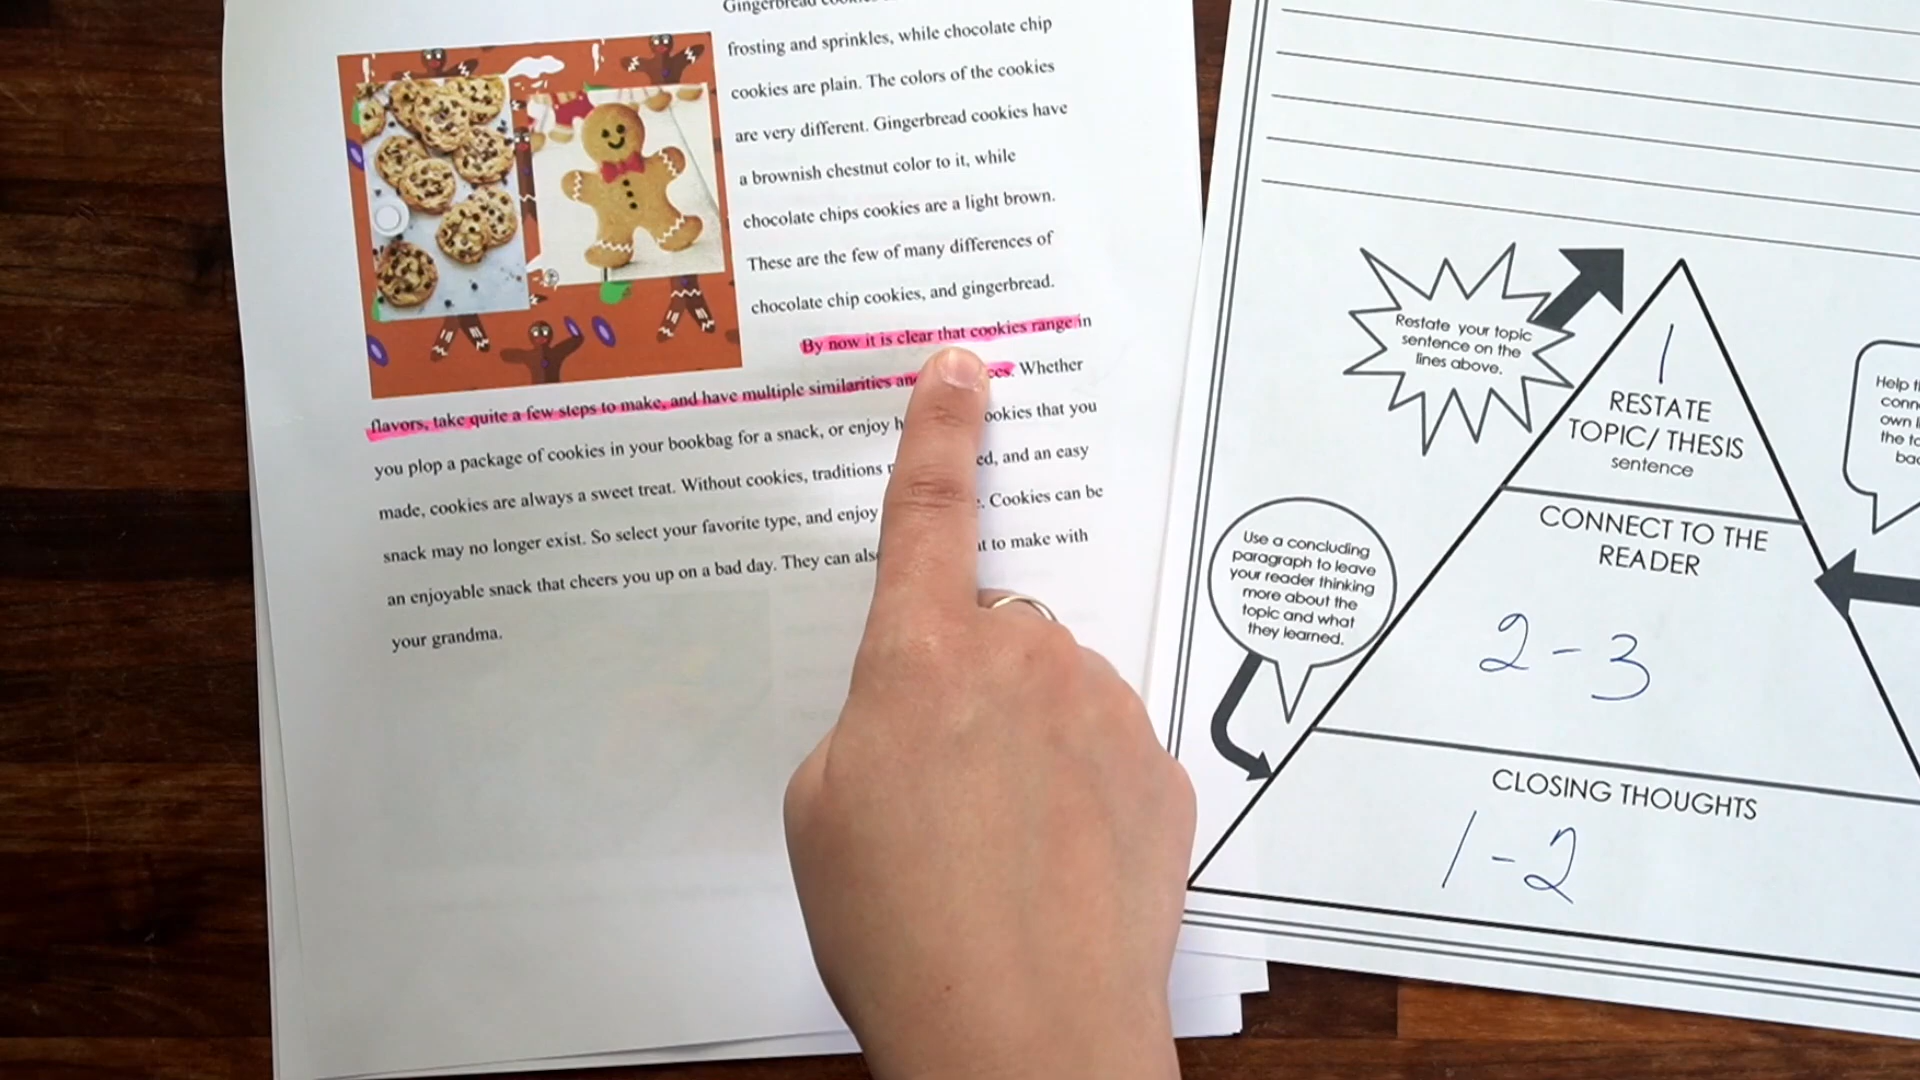 Gingerbread
frosting and sprinkles, while chocolate chip
cookies are plain. The colors of the cookies
are very different. Gingerbread cookies have
a brownish chestnut color to it, while
chocolate chips cookies are a light brown.
These are the few of many differences of
chocolate chip cookies, and gingerbread.
By now it is clear that cookies range in
flavors, take quite a few steps to make, and have multiple similarities Whether
you plop a package of cookies in your bookbag for a snack, or enjoy that you
made, cookies are always a sweet treat. Without cookies, traditions and an easy
snack may no longer exist. So select your favorite type, and enjoy Cookies can be
an enjoyable snack that cheers you up on a bad day. They can to make with
your grandma.
Restate your topic
sentence on the
lines above.
1
RESTATE
TOPIC/ THESIS
sentence
Use a concluding
paragraph to leave
your reader thinking
more about the
topic and what
they learned.
CONNECT TO THE
READER
2-3
CLOSING THOUGHTS
1-2
Help
own